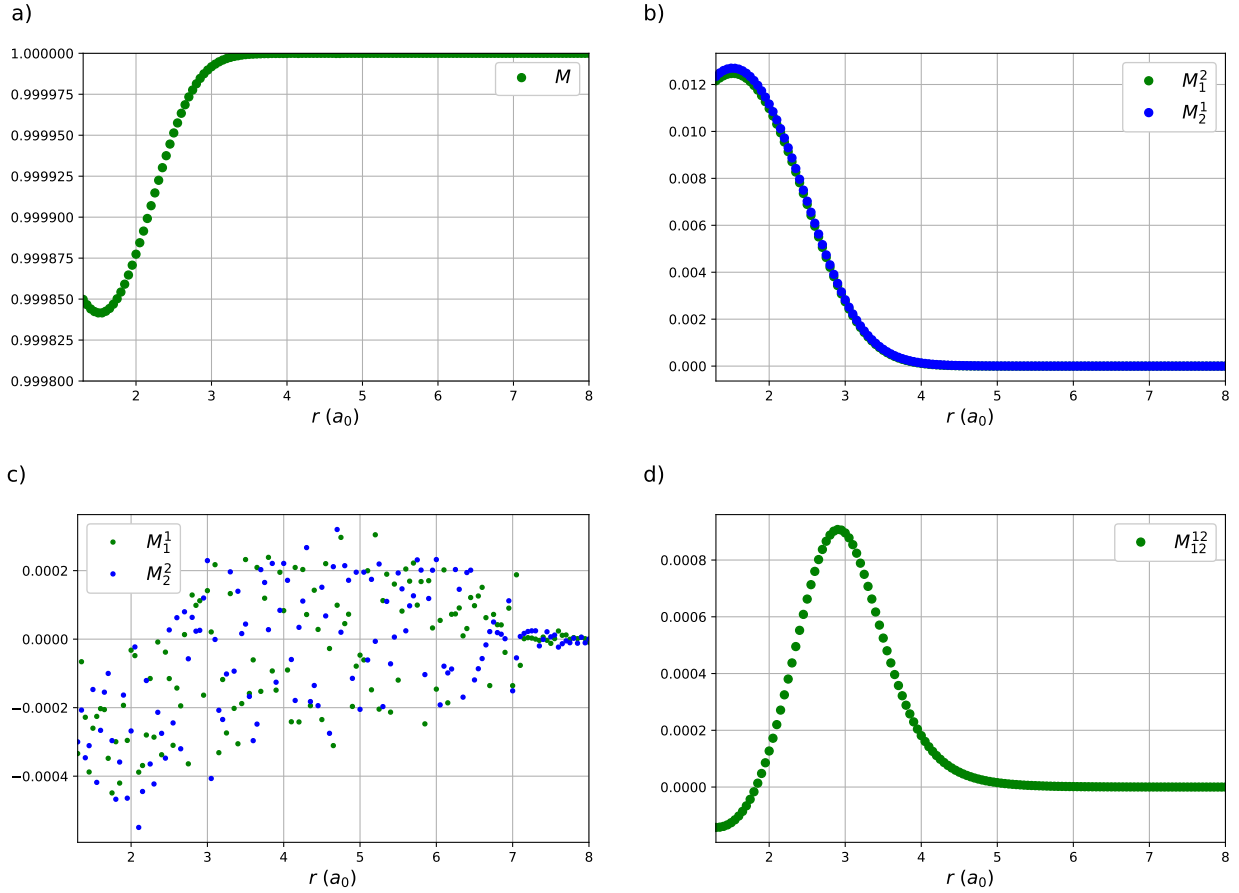 a)
1.000000
0.999975
0.999950
0.999925
0.999900
0.999875
0.999850
0.999825
0.999800
2 3 4 5 6 7 8
r (a₀)
M
b)
0.012
0.010
0.008
0.006
0.004
0.002
0.000
2 3 4 5 6 7 8
r (a₀)
M₁²
M₂¹
c)
0.0002
0.0000
−0.0002
−0.0004
2 3 4 5 6 7 8
r (a₀)
M₁¹
M₂²
d)
0.0008
0.0006
0.0004
0.0002
0.0000
2 3 4 5 6 7 8
r (a₀)
M₁₂¹²